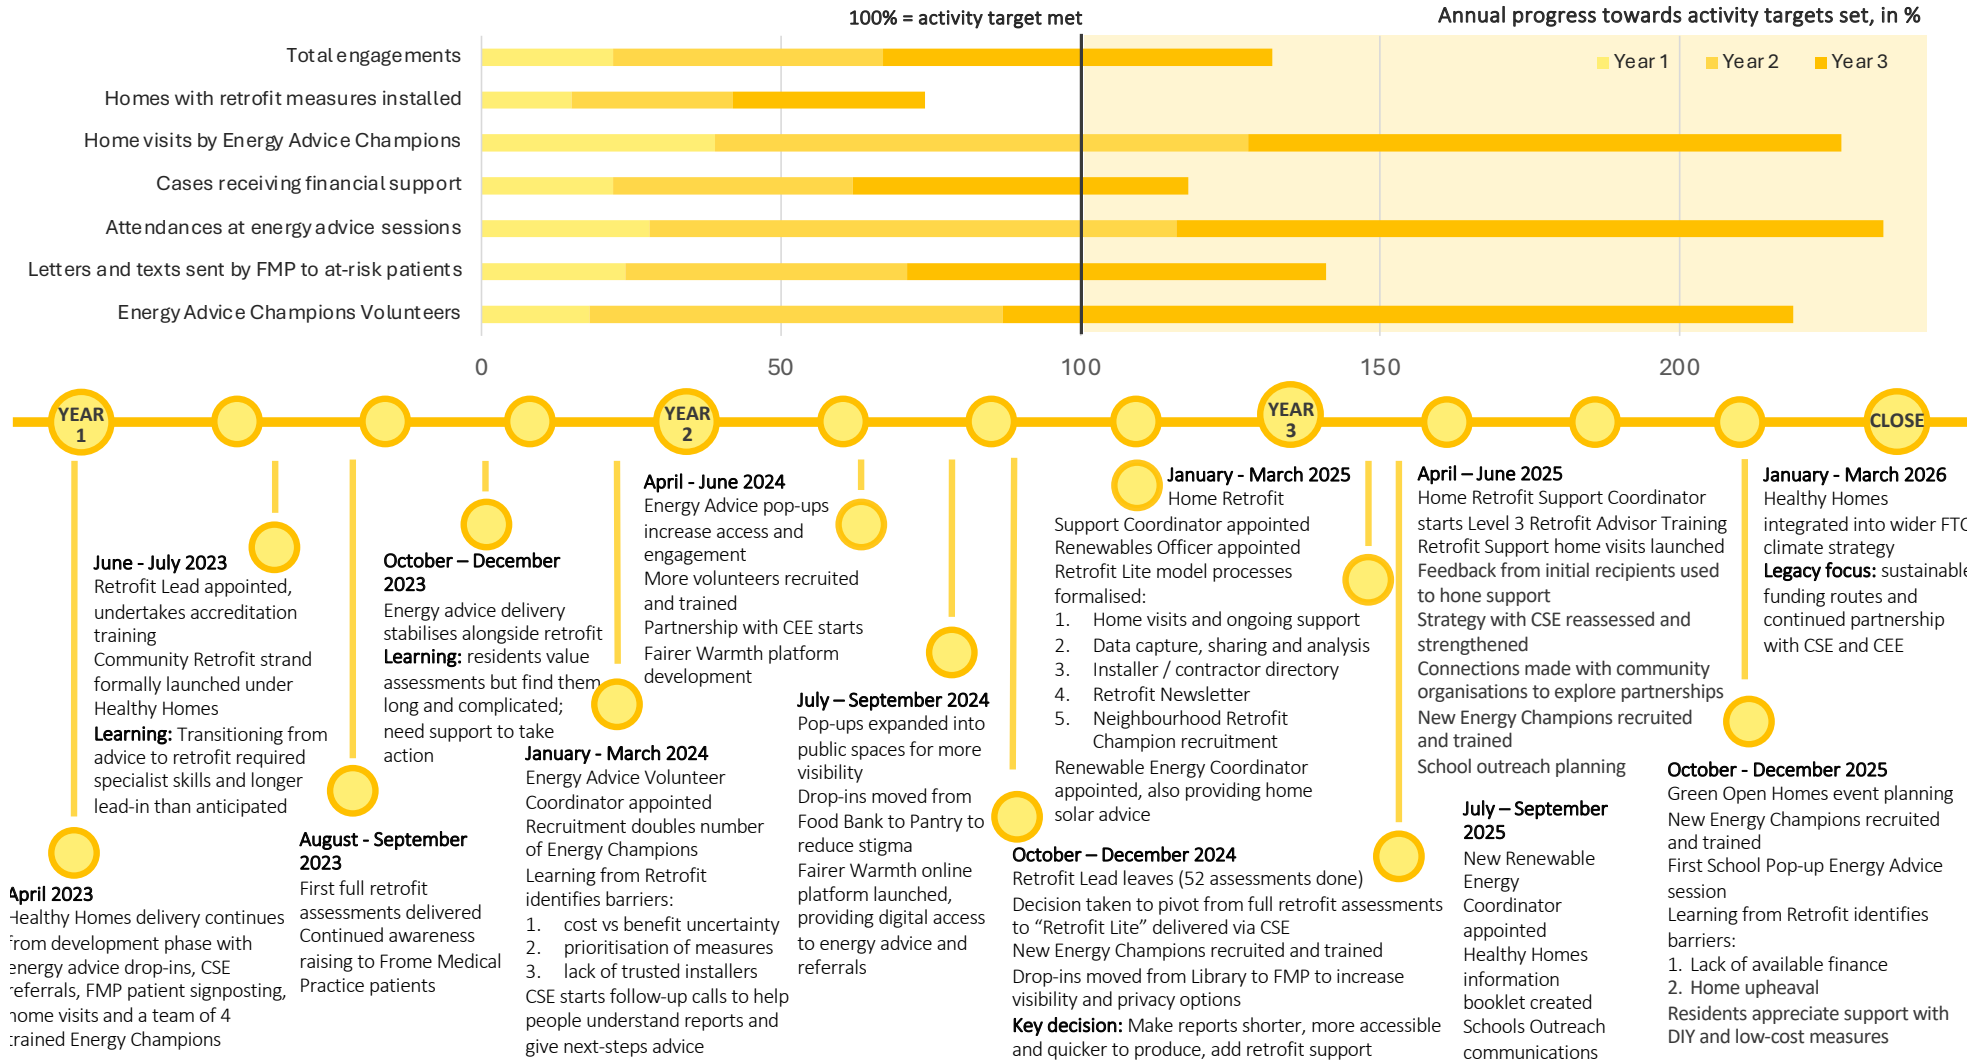 100% = activity target met
Annual progress towards activity targets set, in %
Year 1
Year 2
Year 3
Total engagements
Homes with retrofit measures installed
Home visits by Energy Advice Champions
Cases receiving financial support
Attendances at energy advice sessions
Letters and texts sent by FMP to at-risk patients
Energy Advice Champions Volunteers
0
50
100
150
200
YEAR
1
YEAR
2
YEAR
3
CLOSE
April 2023
Healthy Homes delivery continues
from development phase with
energy advice drop-ins, CSE
referrals, FMP patient signposting,
home visits and a team of 4
trained Energy Champions
June - July 2023
Retrofit Lead appointed,
undertakes accreditation
training
Community Retrofit strand
formally launched under
Healthy Homes
Learning: Transitioning from
advice to retrofit required
specialist skills and longer
lead-in than anticipated
August - September
2023
First full retrofit
assessments delivered
Continued awareness
raising to Frome Medical
Practice patients
October – December
2023
Energy advice delivery
stabilises alongside retrofit
Learning: residents value
assessments but find them
long and complicated;
need support to take
action
January - March 2024
Energy Advice Volunteer
Coordinator appointed
Recruitment doubles number
of Energy Champions
Learning from Retrofit
identifies barriers:
1. cost vs benefit uncertainty
2. prioritisation of measures
3. lack of trusted installers
CSE starts follow-up calls to help
people understand reports and
give next-steps advice
April - June 2024
Energy Advice pop-ups
increase access and
engagement
More volunteers recruited
and trained
Partnership with CEE starts
Fairer Warmth platform
development
July – September 2024
Pop-ups expanded into
public spaces for more
visibility
Drop-ins moved from
Food Bank to Pantry to
reduce stigma
Fairer Warmth online
platform launched,
providing digital access
to energy advice and
referrals
October – December 2024
Retrofit Lead leaves (52 assessments done)
Decision taken to pivot from full retrofit assessments
to “Retrofit Lite” delivered via CSE
New Energy Champions recruited and trained
Drop-ins moved from Library to FMP to increase
visibility and privacy options
Key decision: Make reports shorter, more accessible
and quicker to produce, add retrofit support
January - March 2025
Home Retrofit
Support Coordinator appointed
Renewables Officer appointed
Retrofit Lite model processes
formalised:
1. Home visits and ongoing support
2. Data capture, sharing and analysis
3. Installer / contractor directory
4. Retrofit Newsletter
5. Neighbourhood Retrofit
Champion recruitment
Renewable Energy Coordinator
appointed, also providing home
solar advice
April – June 2025
Home Retrofit Support Coordinator
starts Level 3 Retrofit Advisor Training
Retrofit Support home visits launched
Feedback from initial recipients used
to hone support
Strategy with CSE reassessed and
strengthened
Connections made with community
organisations to explore partnerships
New Energy Champions recruited
and trained
School outreach planning
July – September
2025
New Renewable
Energy
Coordinator
appointed
Healthy Homes
information
booklet created
Schools Outreach
communications
October - December 2025
Green Open Homes event planning
New Energy Champions recruited
and trained
First School Pop-up Energy Advice
session
Learning from Retrofit identifies
barriers:
1. Lack of available finance
2. Home upheaval
Residents appreciate support with
DIY and low-cost measures
January - March 2026
Healthy Homes
integrated into wider FTC
climate strategy
Legacy focus: sustainable
funding routes and
continued partnership
with CSE and CEE